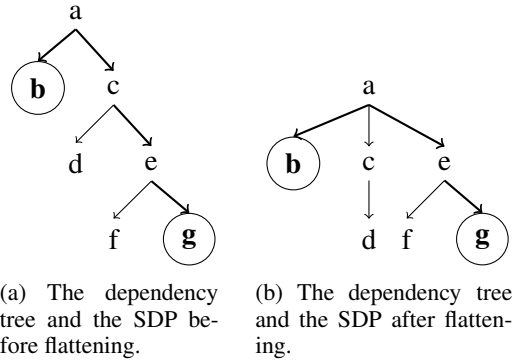 a
b
c
d
e
f
g
(a) The dependency
tree and the SDP be-
fore flattening.
a
b
c
e
d
f
g
(b) The dependency tree
and the SDP after flatten-
ing.